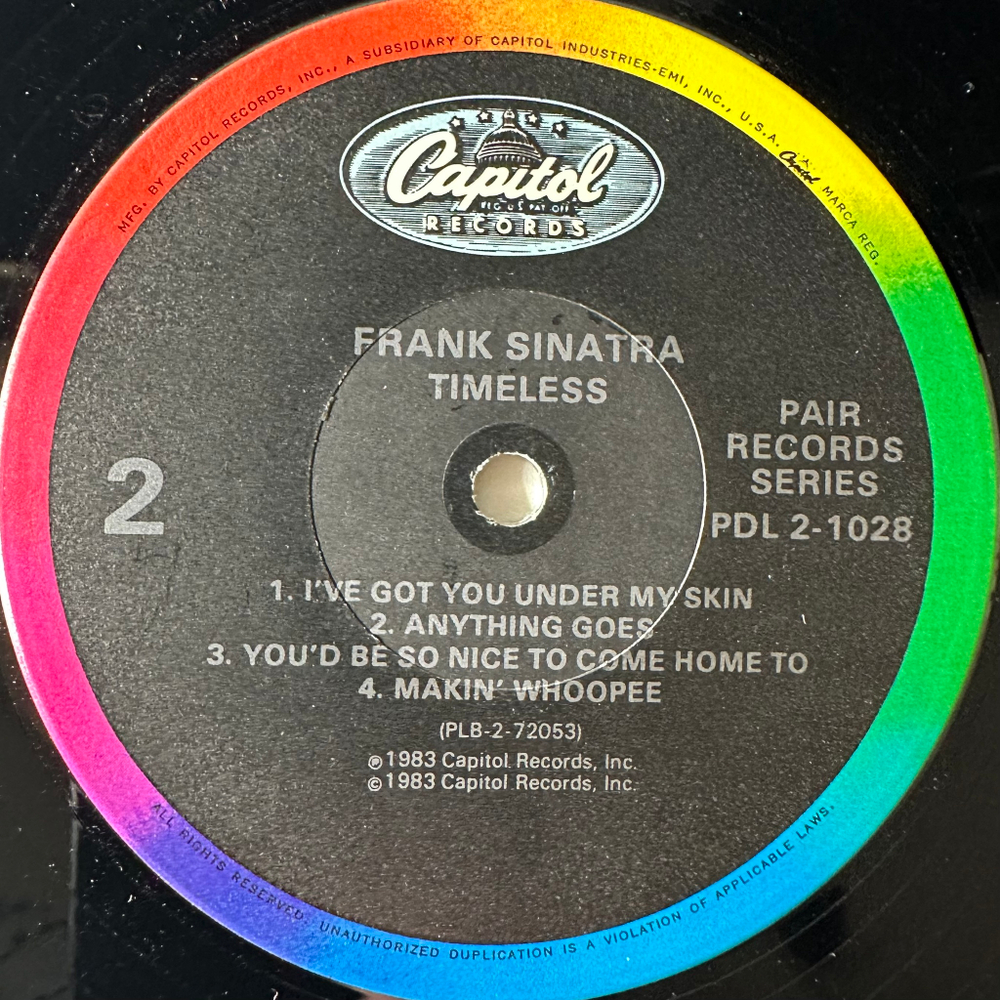 MFG. BY CAPITOL RECORDS, INC., A SUBSIDIARY OF CAPITOL INDUSTRIES-EMI, INC., U.S.A. Capitol MARCA REG.
Capitol
REG U S PAT OFF
RECORDS
FRANK SINATRA
TIMELESS
PAIR
RECORDS
SERIES
PDL 2-1028
2
1. I'VE GOT YOU UNDER MY SKIN
2. ANYTHING GOES
3. YOU'D BE SO NICE TO COME HOME TO
4. MAKIN' WHOOPEE
(PLB-2-72053)
℗1983 Capitol Records, Inc.
©1983 Capitol Records, Inc.
ALL RIGHTS RESERVED. UNAUTHORIZED DUPLICATION IS A VIOLATION OF APPLICABLE LAWS.